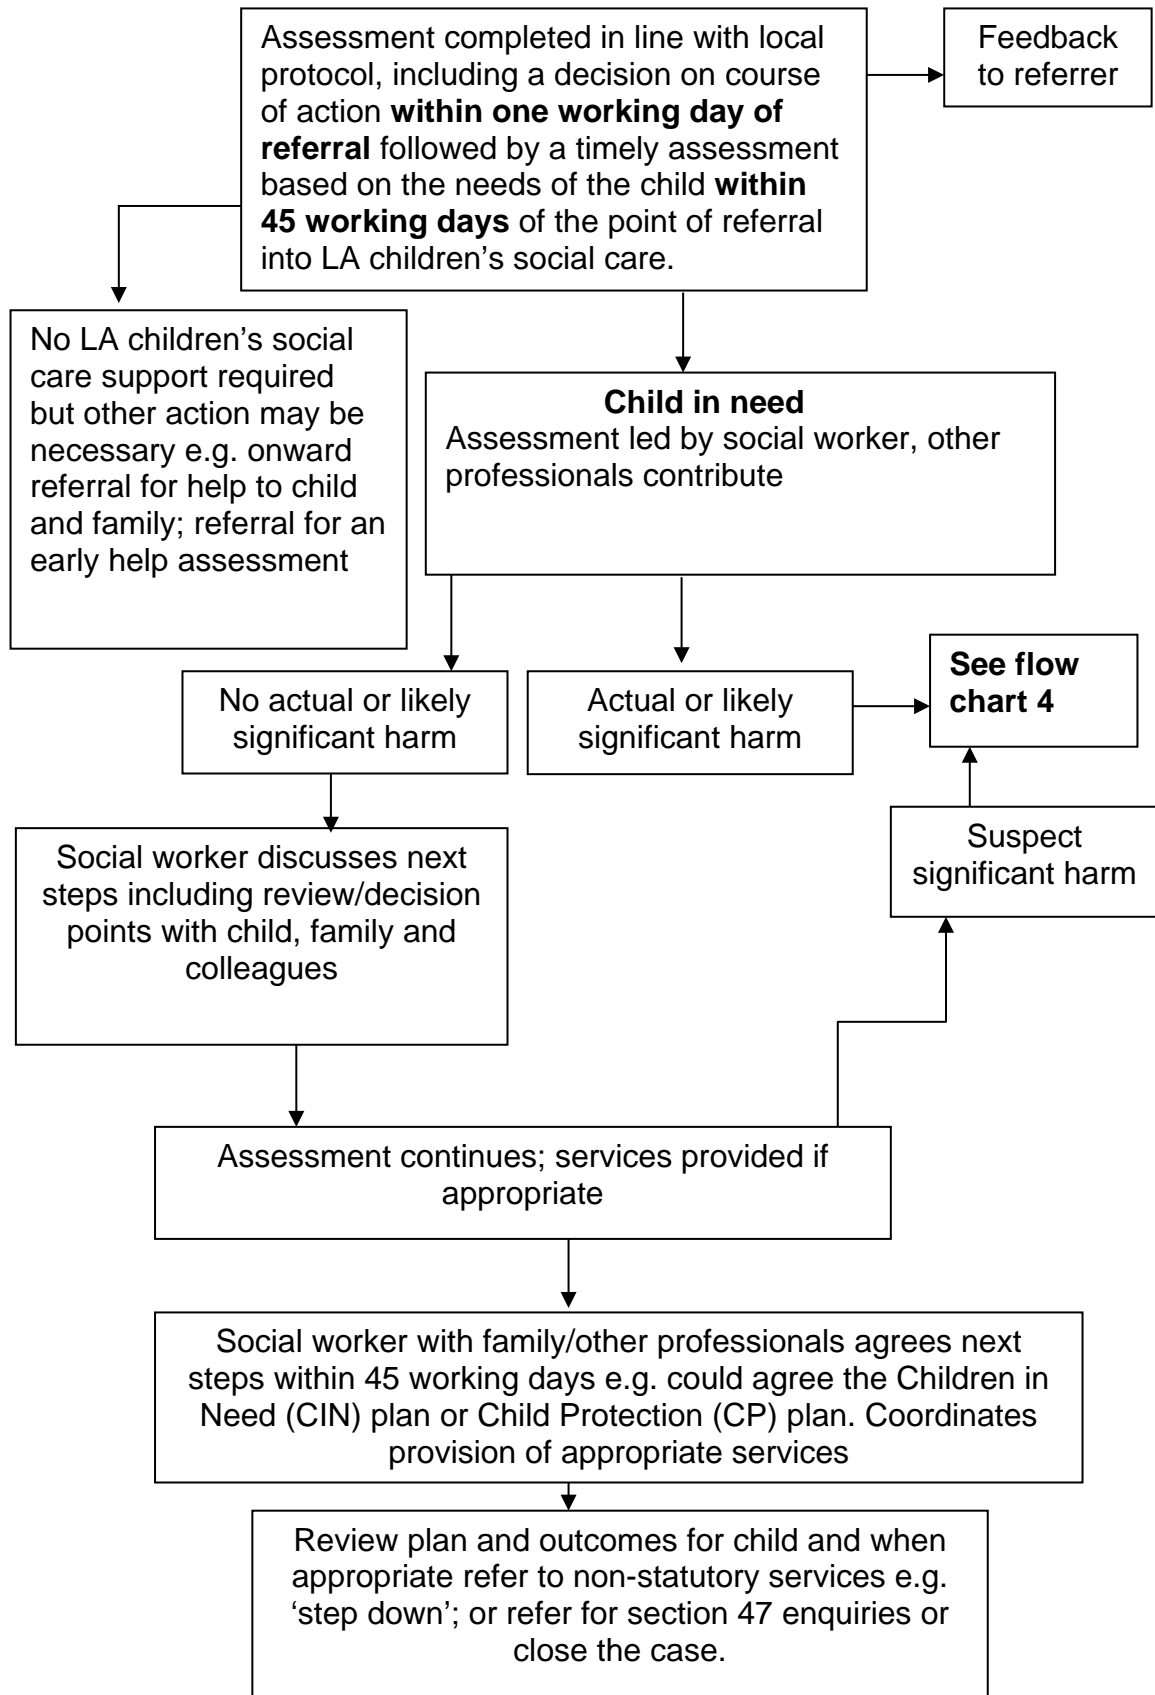 Assessment completed in line with local
protocol, including a decision on course
of action within one working day of
referral followed by a timely assessment
based on the needs of the child within
45 working days of the point of referral
into LA children’s social care.
Feedback
to referrer
No LA children’s social
care support required
but other action may be
necessary e.g. onward
referral for help to child
and family; referral for an
early help assessment
Child in need
Assessment led by social worker, other
professionals contribute
No actual or likely
significant harm
Actual or likely
significant harm
See flow
chart 4
Suspect
significant harm
Social worker discusses next
steps including review/decision
points with child, family and
colleagues
Assessment continues; services provided if
appropriate
Social worker with family/other professionals agrees next
steps within 45 working days e.g. could agree the Children in
Need (CIN) plan or Child Protection (CP) plan. Coordinates
provision of appropriate services
Review plan and outcomes for child and when
appropriate refer to non-statutory services e.g.
‘step down’; or refer for section 47 enquiries or
close the case.